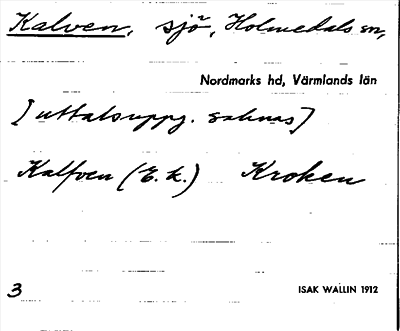 Kalven, sjö, Holmedals sn,
Nordmarks hd, Värmlands län
[uttalsuppg. saknas]
Kalfven (E. k.) Kroken
3
ISAK WALLIN 1912